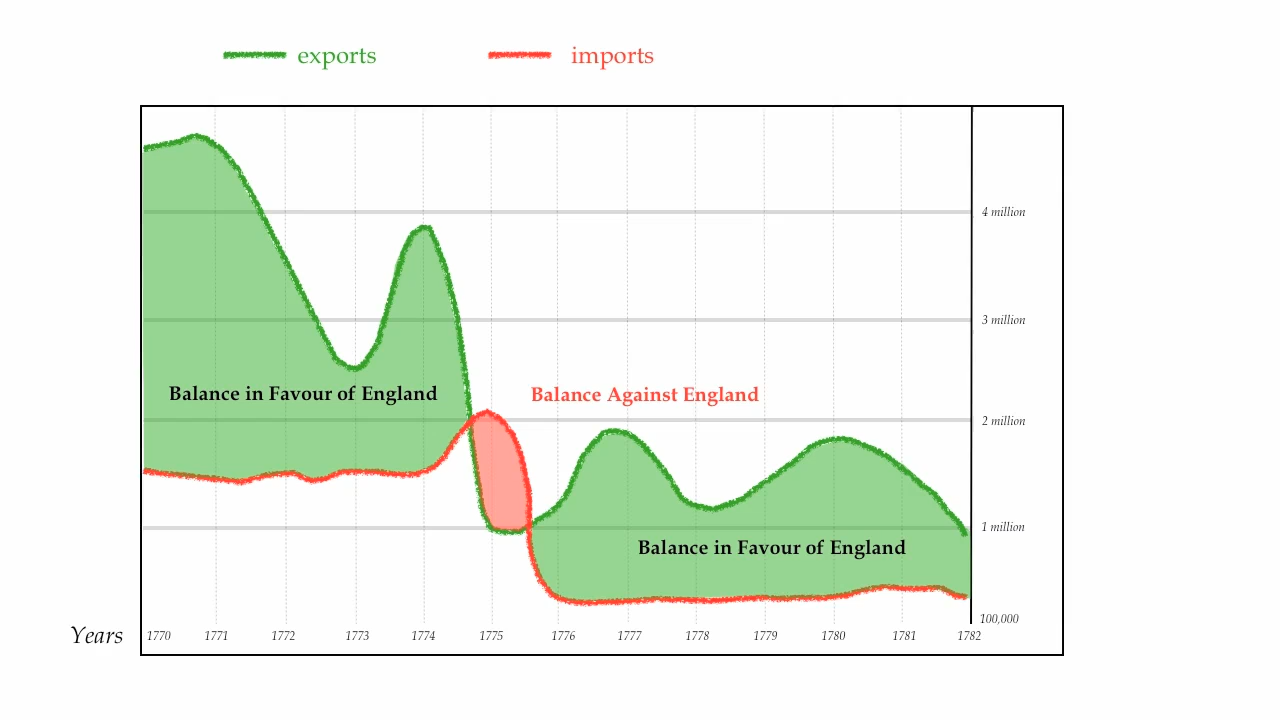 exports imports
4 million
3 million
Balance in Favour of England Balance Against England
2 million
1 million
Balance in Favour of England
100,000
Years 1770 1771 1772 1773 1774 1775 1776 1777 1778 1779 1780 1781 1782